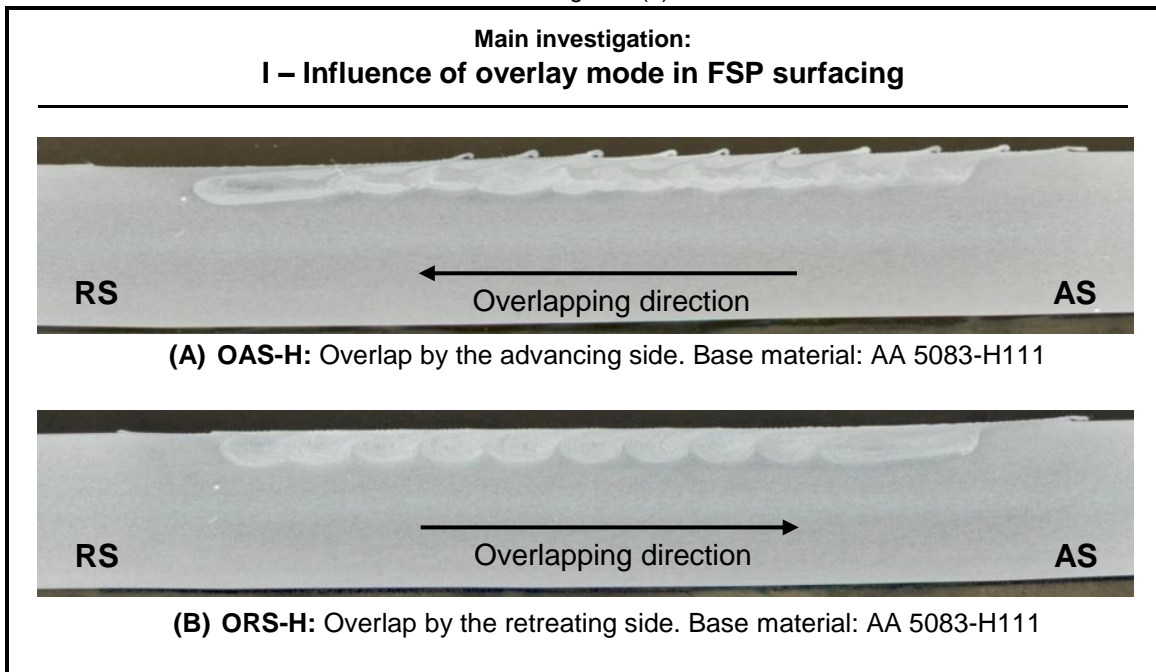 Main investigation:
I – Influence of overlay mode in FSP surfacing
RS
AS
Overlapping direction
(A) OAS-H: Overlap by the advancing side. Base material: AA 5083-H111
RS
AS
Overlapping direction
(B) ORS-H: Overlap by the retreating side. Base material: AA 5083-H111